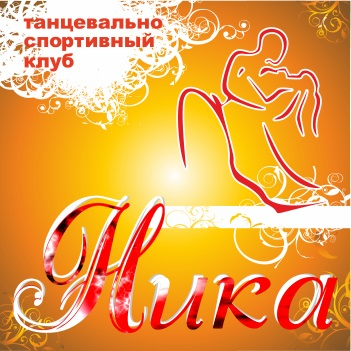 танцевально
спортивный
клуб
Ника